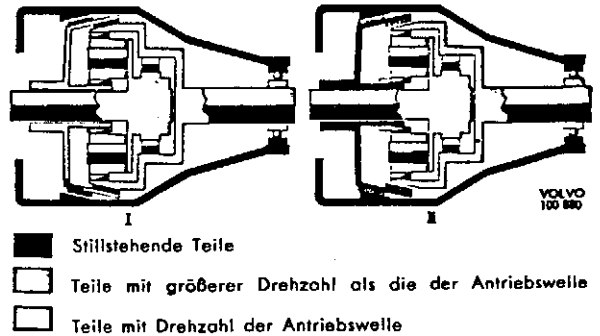 I
II
VOLVO
100 880
Stillstehende Teile
Teile mit größerer Drehzahl als die der Antriebswelle
Teile mit Drehzahl der Antriebswelle